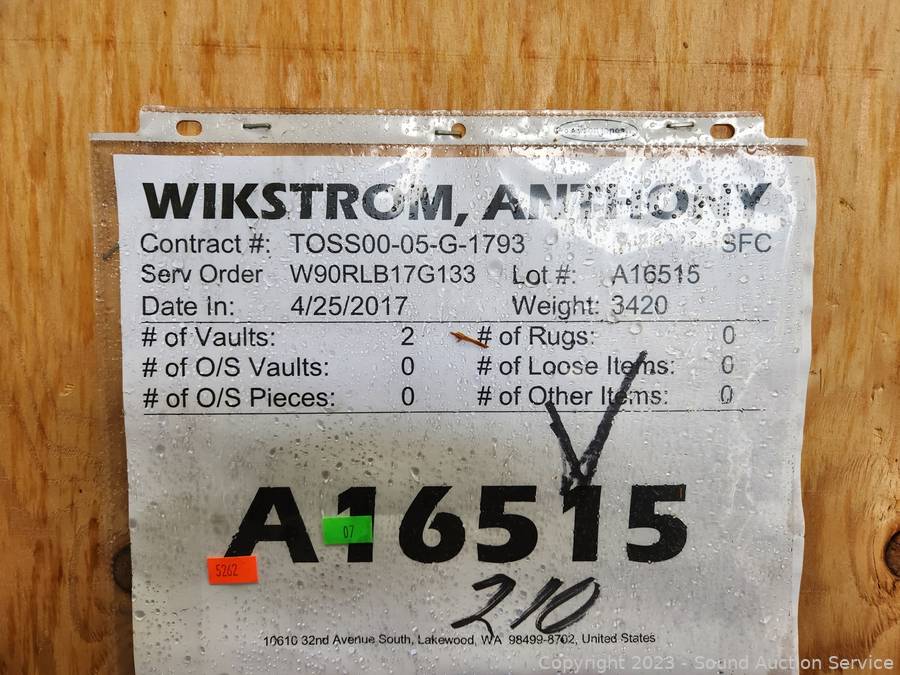 WIKSTROM, ANTHONY
Contract #: TOSS00-05-G-1793 SFC
Serv Order W90RLB17G133 Lot #: A16515
Date In: 4/25/2017 Weight: 3420
# of Vaults: 2 # of Rugs: 0
# of O/S Vaults: 0 # of Loose Items: 0
# of O/S Pieces: 0 # of Other Items: 0
A16515
07
5262
210
10610 32nd Avenue South, Lakewood, WA 98499-8702, United States
Copyright 2023 - Sound Auction Service